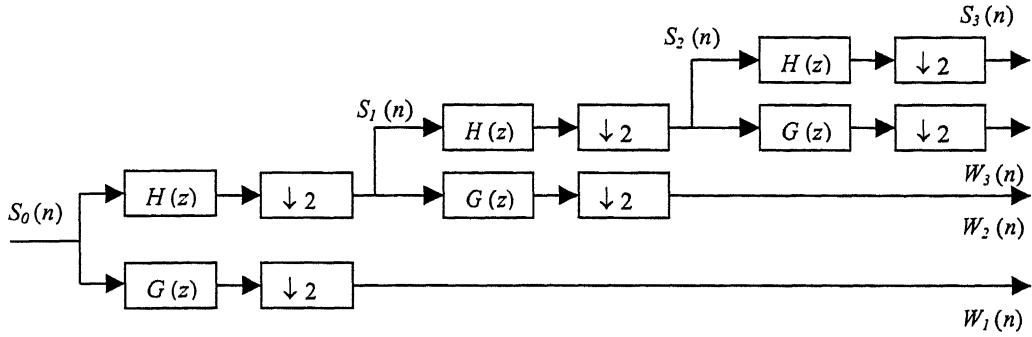 S₃(n)
S₂(n)
H(z)
↓2
S₁(n)
H(z)
↓2
G(z)
↓2
H(z)
↓2
G(z)
↓2
W₃(n)
S₀(n)
W₂(n)
G(z)
↓2
W₁(n)